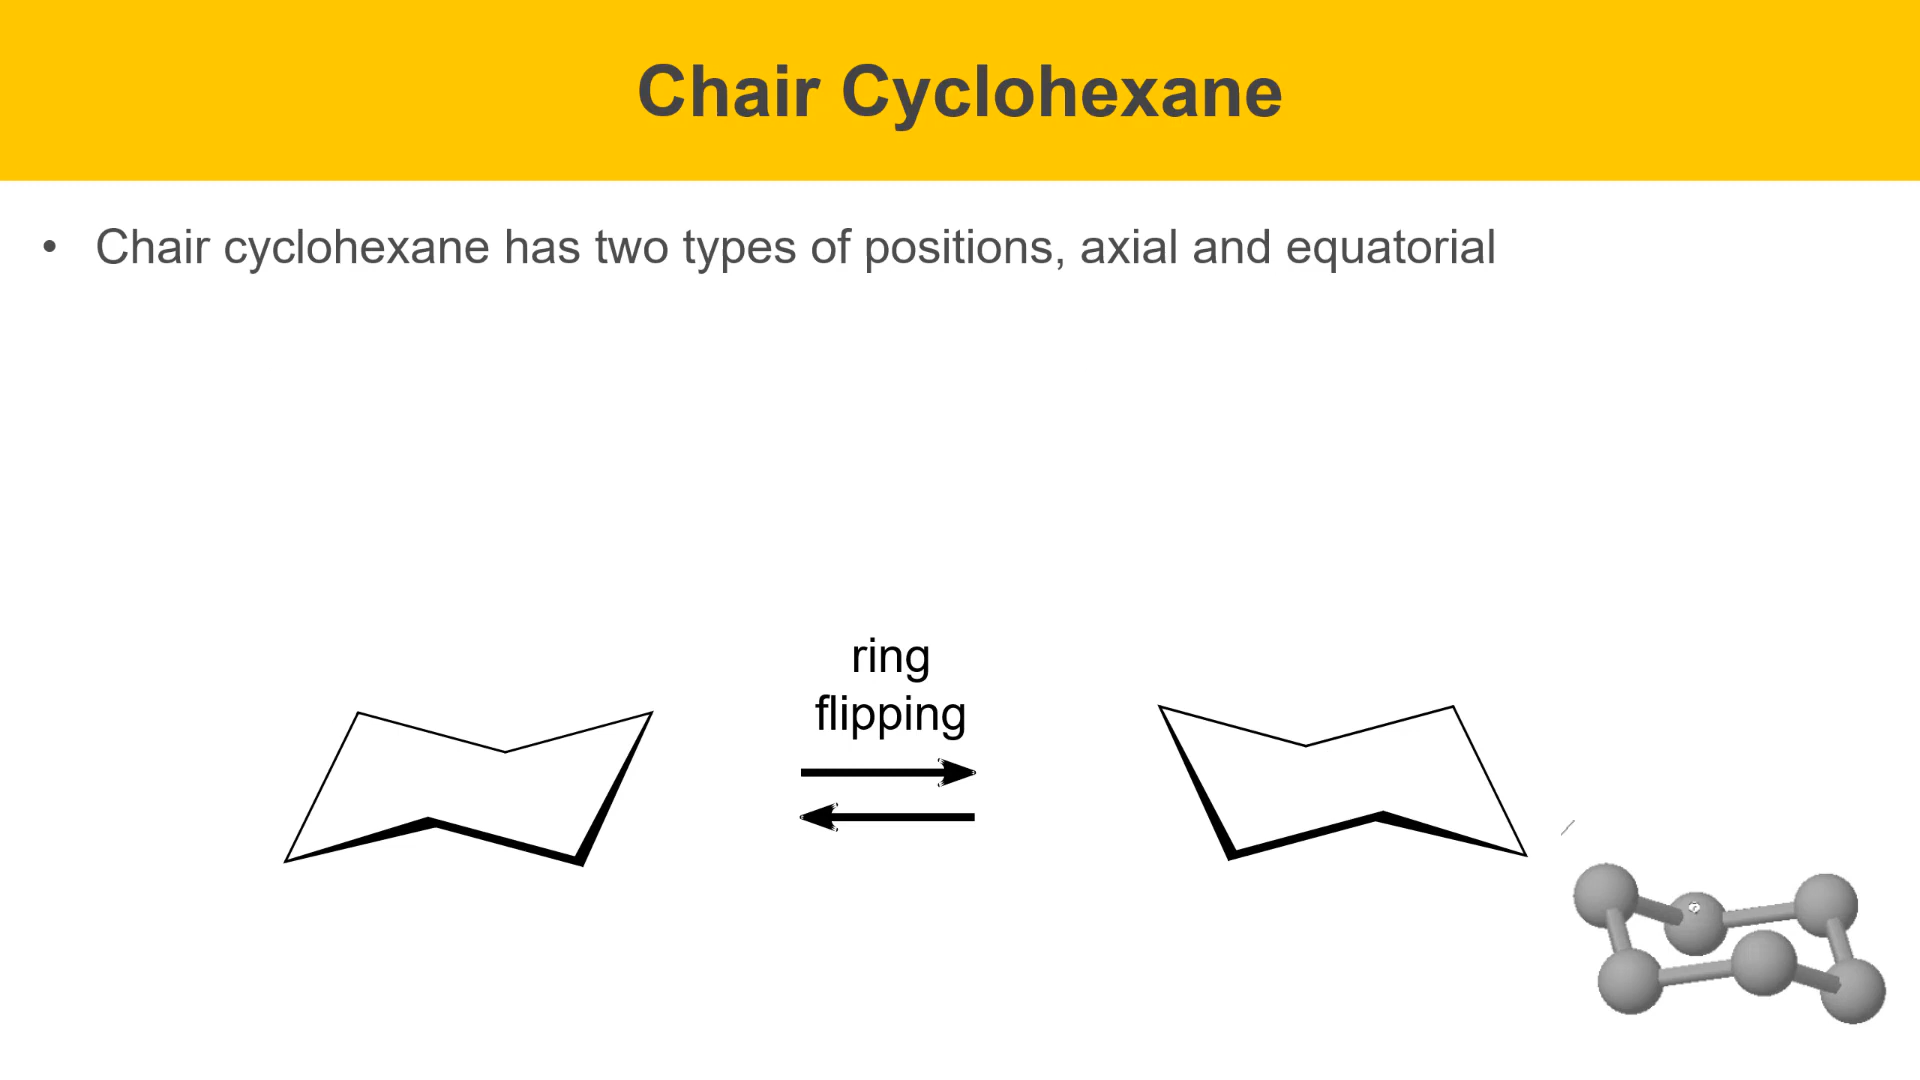 Chair Cyclohexane
• Chair cyclohexane has two types of positions, axial and equatorial
ring
flipping